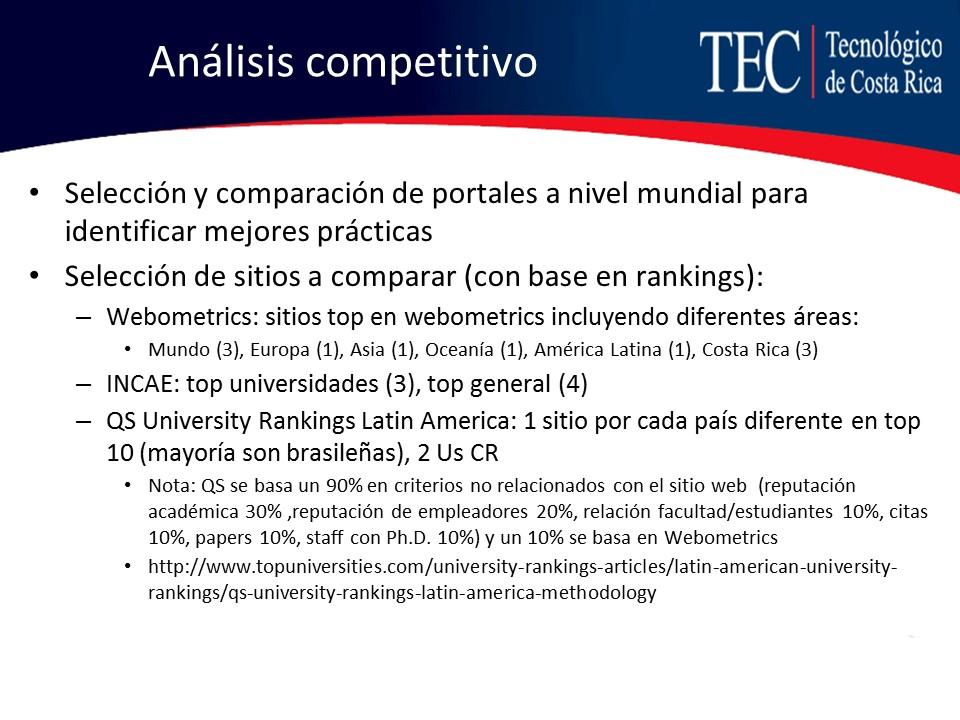 Análisis competitivo
TEC
Tecnológico
de Costa Rica
• Selección y comparación de portales a nivel mundial para
identificar mejores prácticas
• Selección de sitios a comparar (con base en rankings):
– Webometrics: sitios top en webometrics incluyendo diferentes áreas:
• Mundo (3), Europa (1), Asia (1), Oceanía (1), América Latina (1), Costa Rica (3)
– INCAE: top universidades (3), top general (4)
– QS University Rankings Latin America: 1 sitio por cada país diferente en top
10 (mayoría son brasileñas), 2 Us CR
• Nota: QS se basa un 90% en criterios no relacionados con el sitio web (reputación
académica 30% ,reputación de empleadores 20%, relación facultad/estudiantes 10%, citas
10%, papers 10%, staff con Ph.D. 10%) y un 10% se basa en Webometrics
• http://www.topuniversities.com/university-rankings-articles/latin-american-university-
rankings/qs-university-rankings-latin-america-methodology